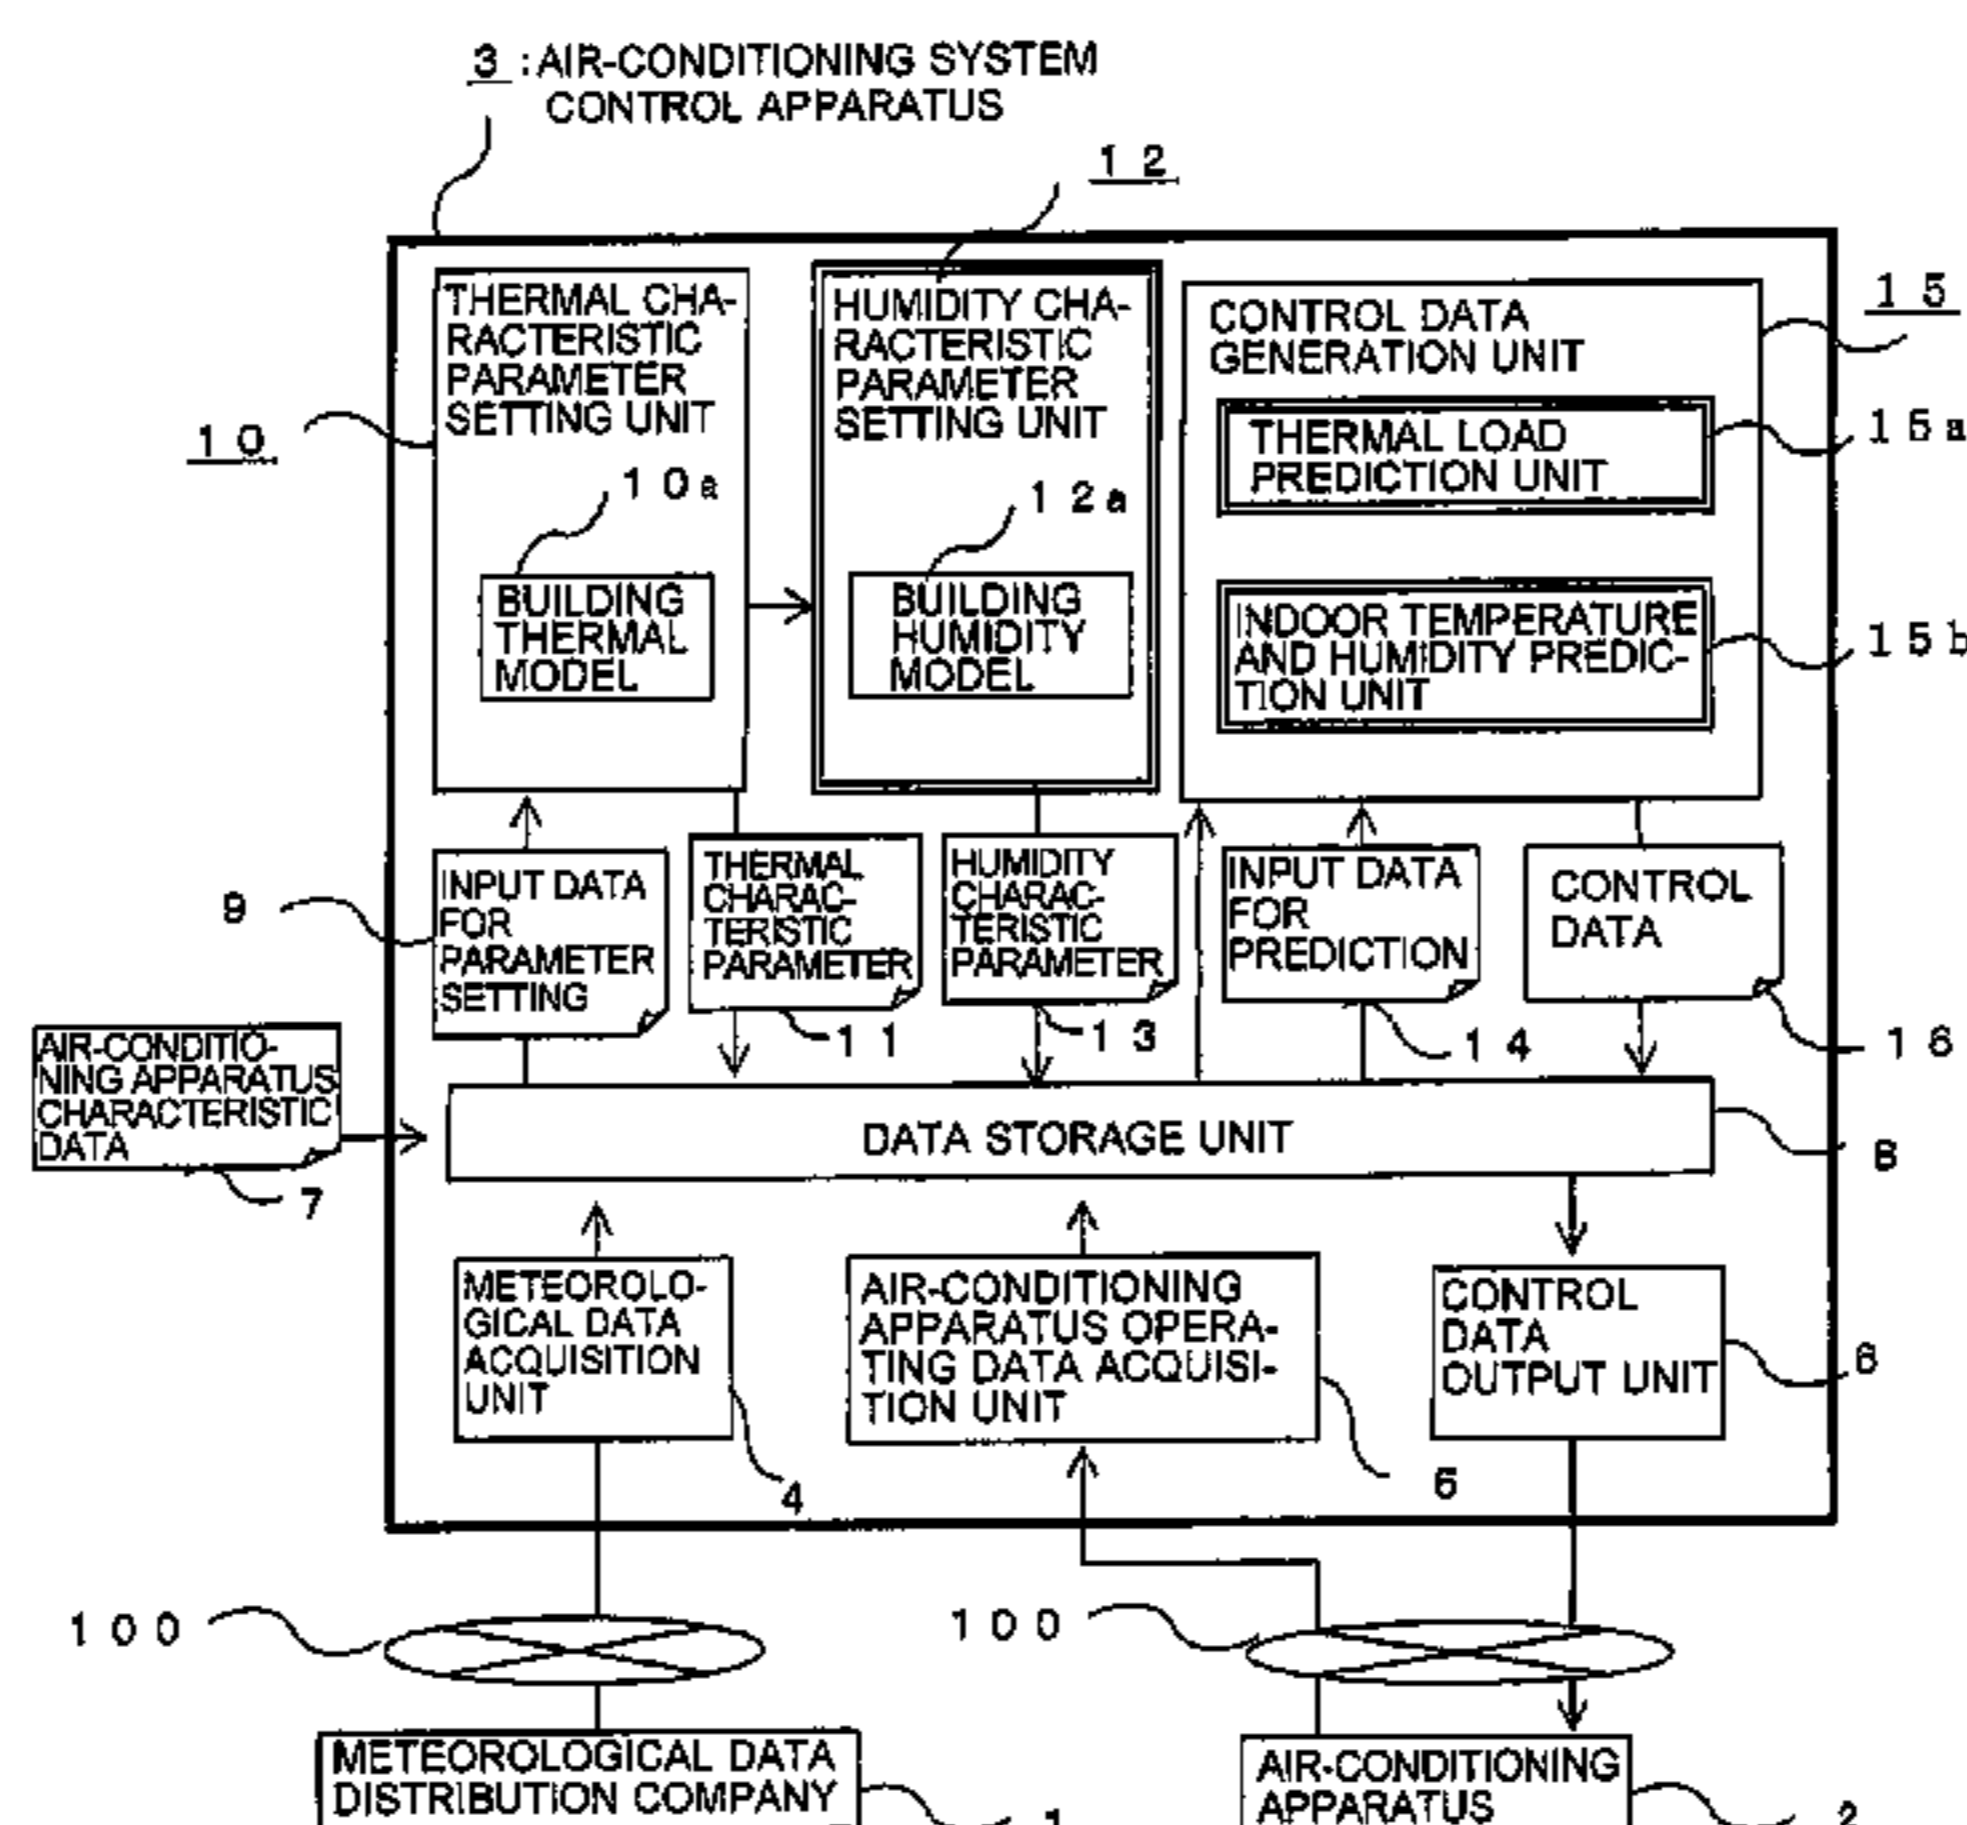 3 : AIR-CONDITIONING SYSTEM
CONTROL APPARATUS
12
THERMAL CHA-
RACTERISTIC
PARAMETER
SETTING UNIT
10
10a
BUILDING
THERMAL
MODEL
HUMIDITY CHA-
RACTERISTIC
PARAMETER
SETTING UNIT
12a
BUILDING
HUMIDITY
MODEL
CONTROL DATA
GENERATION UNIT
15
THERMAL LOAD
PREDICTION UNIT
15a
INDOOR TEMPERATURE
AND HUMIDITY PREDIC-
TION UNIT
15b
9
INPUT DATA
FOR
PARAMETER
SETTING
THERMAL
CHARAC-
TERISTIC
PARAMETER
11
HUMIDITY
CHARAC-
TERISTIC
PARAMETER
13
INPUT DATA
FOR
PREDICTION
14
CONTROL
DATA
16
AIR-CONDITIO-
NING APPARATUS
CHARACTERISTIC
DATA
7
DATA STORAGE UNIT
8
METEOROLO-
GICAL DATA
ACQUISITION
UNIT
4
AIR-CONDITIONING
APPARATUS OPERA-
TING DATA ACQUISI-
TION UNIT
5
CONTROL
DATA
OUTPUT UNIT
6
100
100
METEOROLOGICAL DATA
DISTRIBUTION COMPANY
1
AIR-CONDITIONING
APPARATUS
2